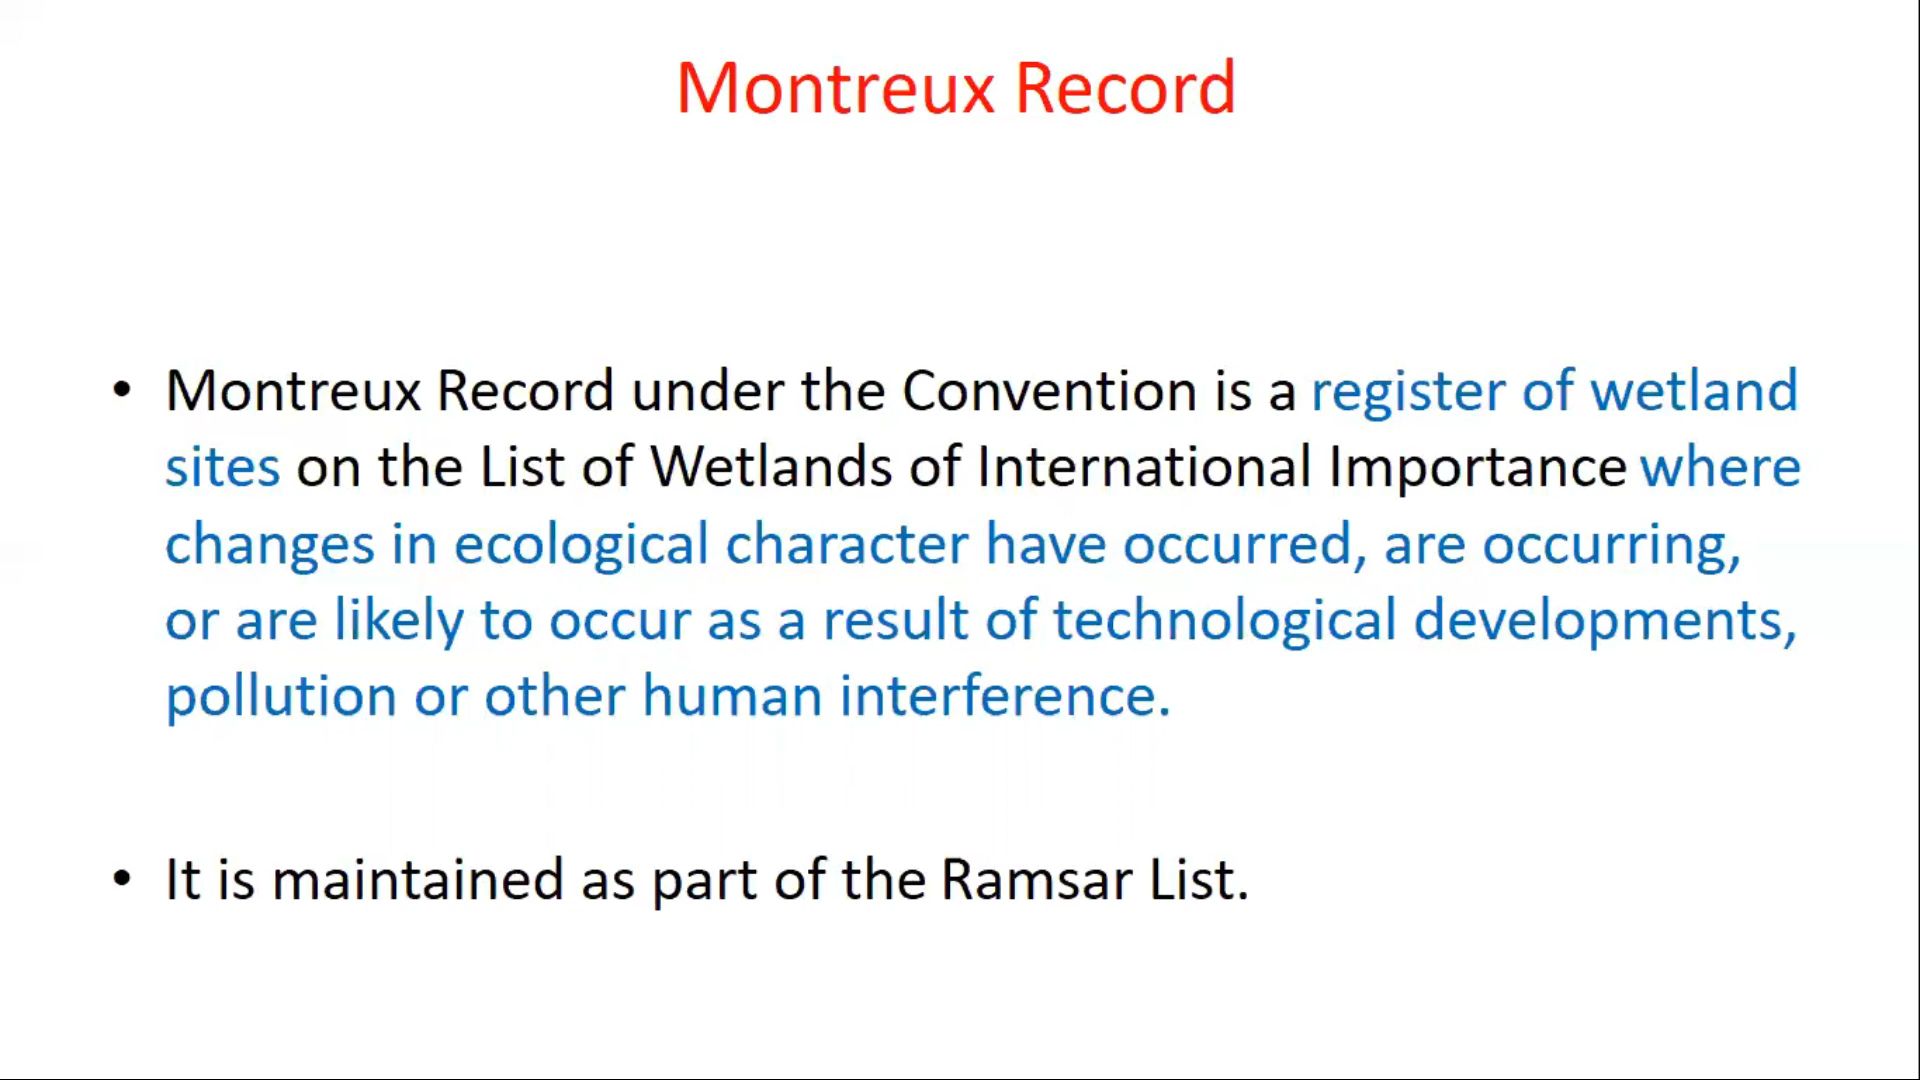 Montreux Record
• Montreux Record under the Convention is a register of wetland
sites on the List of Wetlands of International Importance where
changes in ecological character have occurred, are occurring,
or are likely to occur as a result of technological developments,
pollution or other human interference.
• It is maintained as part of the Ramsar List.